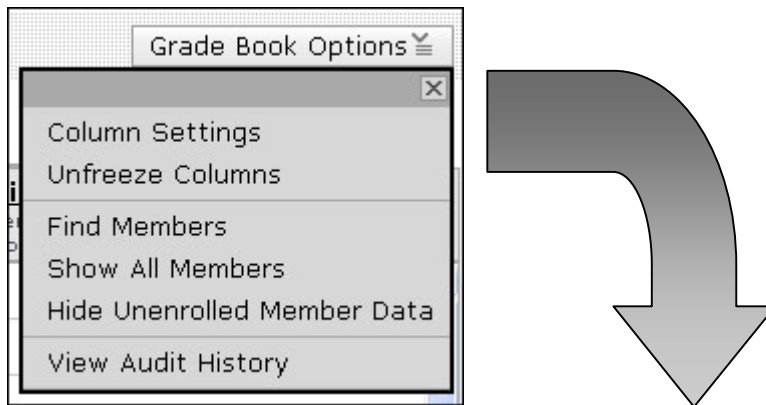 Grade Book Options
Column Settings
Unfreeze Columns
Find Members
Show All Members
Hide Unenrolled Member Data
View Audit History